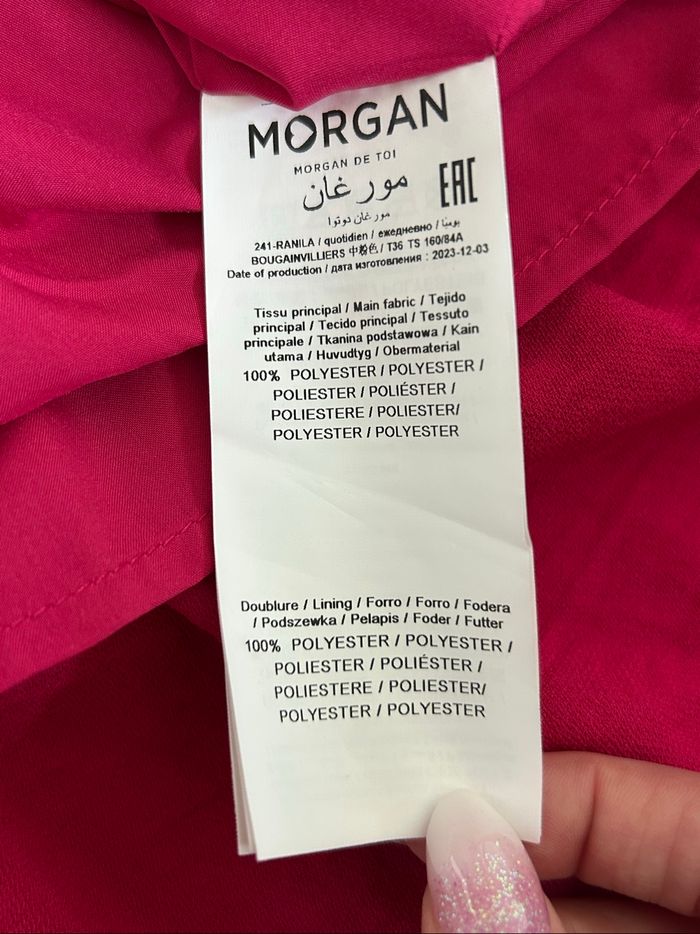 MORGAN
MORGAN DE TOI
مورغان
EAC
مورغان دوتوا
241-RANILA / quotidien / ежедневно / يوميًا
BOUGAINVILLIERS 中粉色/ T36 TS 160/84A
Date of production / дата изготовления : 2023-12-03
Tissu principal / Main fabric / Tejido
principal / Tecido principal / Tessuto
principale / Tkanina podstawowa / Kain
utama / Huvudtyg / Obermaterial
100% POLYESTER / POLYESTER /
POLIESTER / POLIÉSTER /
POLIESTERE / POLIESTER/
POLYESTER / POLYESTER
Doublure / Lining / Forro / Forro / Fodera
/ Podszewka / Pelapis / Foder / Futter
100% POLYESTER / POLYESTER /
POLIESTER / POLIÉSTER /
POLIESTERE / POLIESTER/
POLYESTER / POLYESTER